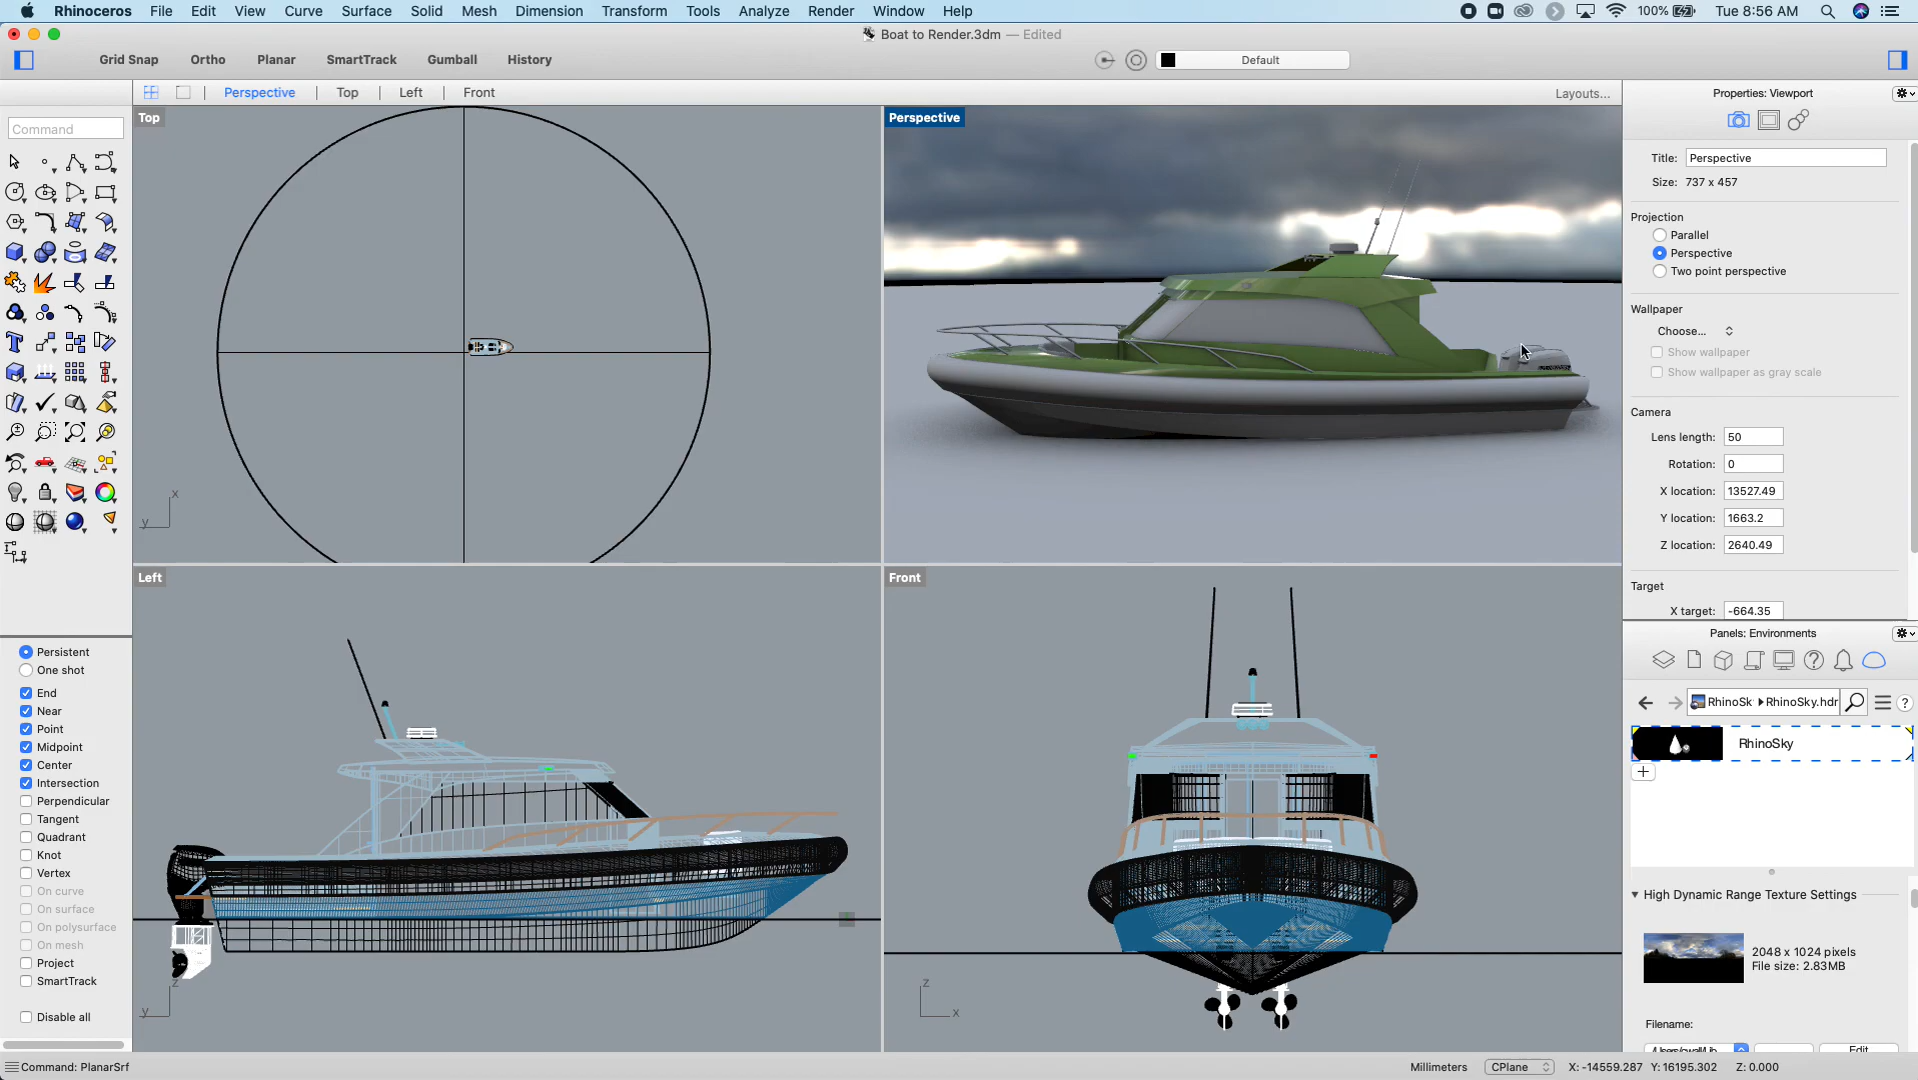 Rhinoceros File Edit View Curve Surface Solid Mesh Dimension Transform Tools Analyze Render Window Help 100% Tue 8:56 AM
Boat to Render.3dm — Edited
Grid Snap Ortho Planar SmartTrack Gumball History Default
Perspective Top Left Front Layouts...
Properties: Viewport
Command
Top
Perspective
Title: Perspective
Size: 737 x 457
Projection
Parallel
Perspective
Two point perspective
Wallpaper
Choose...
Show wallpaper
Show wallpaper as gray scale
Camera
Lens length: 50
Rotation: 0
X location: 13527.49
Y location: 1663.2
Z location: 2640.49
Target
X target: -664.35
x
y
Left
Front
Panels: Environments
RhinoSk RhinoSky.hdr ?
RhinoSky
High Dynamic Range Texture Settings
2048 x 1024 pixels
File size: 2.83MB
Filename:
Edit
Persistent
One shot
End
Near
Point
Midpoint
Center
Intersection
Perpendicular
Tangent
Quadrant
Knot
Vertex
On curve
On surface
On polysurface
On mesh
Project
SmartTrack
Disable all
z
y
z
x
Command: PlanarSrf
Millimeters CPlane X: -14559.287 Y: 16195.302 Z: 0.000